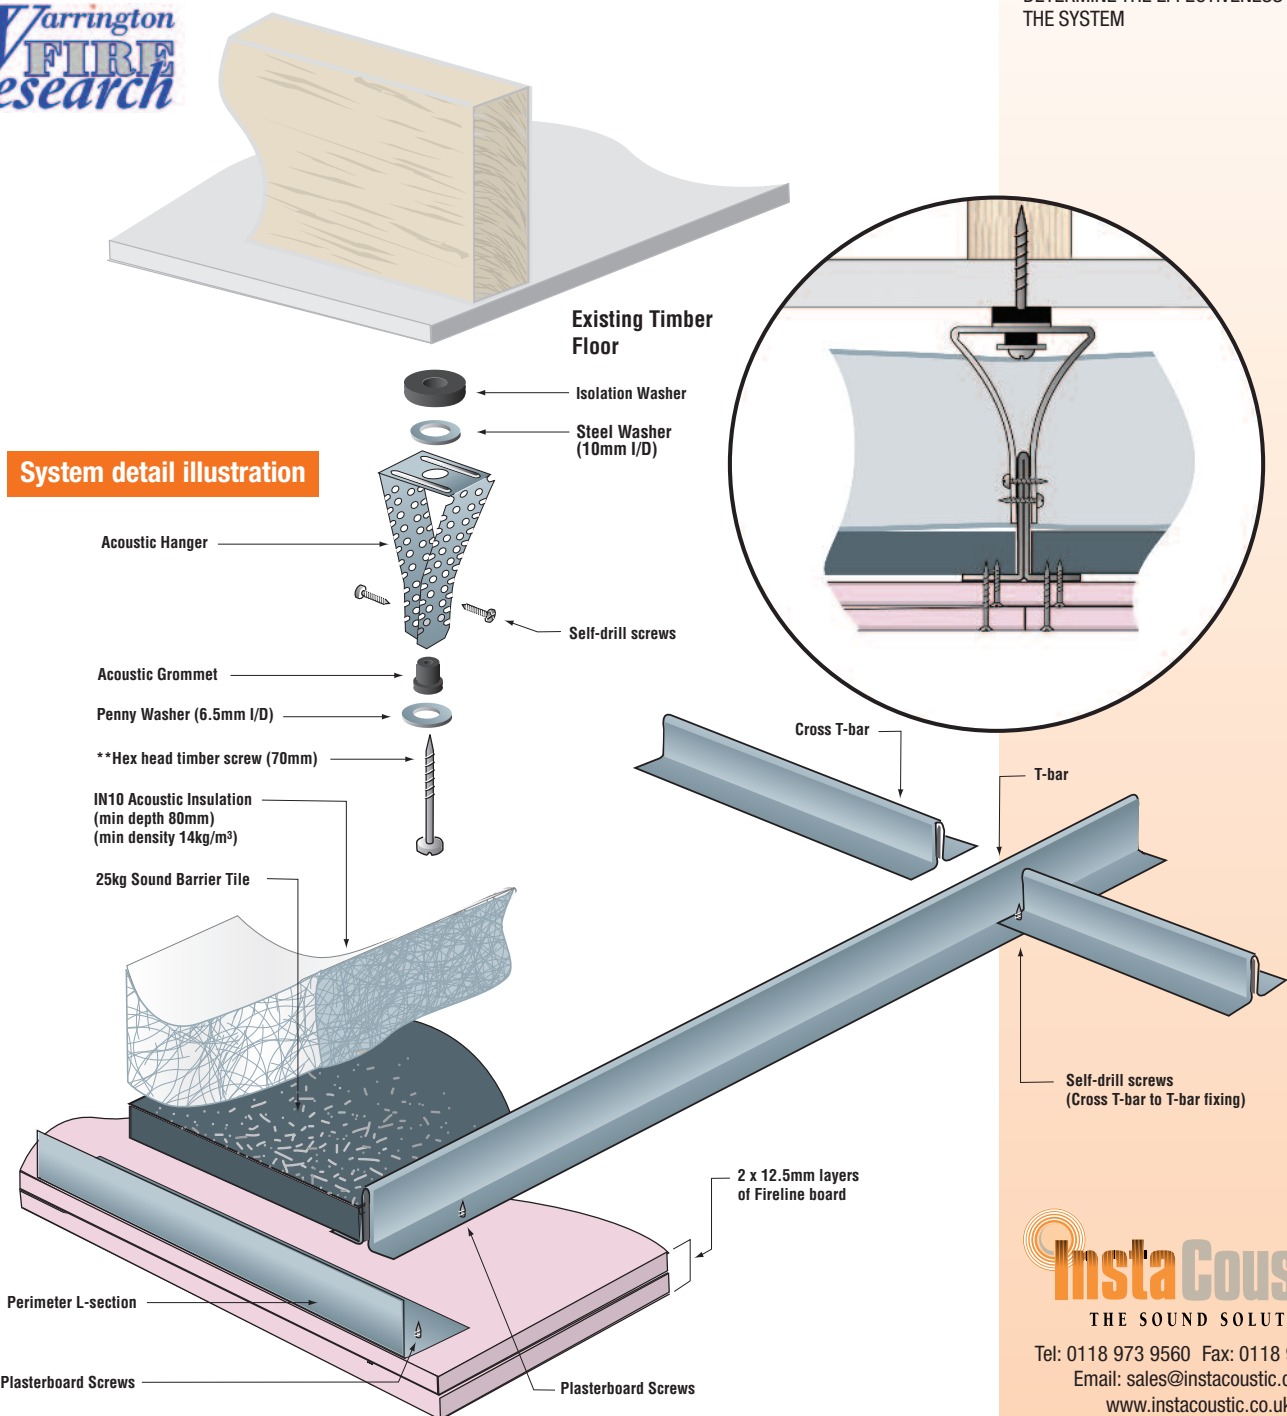 Warrington
FIRE
Research
THE SYSTEM
Existing Timber
Floor
Isolation Washer
Steel Washer
(10mm I/D)
System detail illustration
Acoustic Hanger
Self-drill screws
Acoustic Grommet
Penny Washer (6.5mm I/D)
**Hex head timber screw (70mm)
IN10 Acoustic Insulation
(min depth 80mm)
(min density 14kg/m³)
25kg Sound Barrier Tile
Cross T-bar
T-bar
Self-drill screws
(Cross T-bar to T-bar fixing)
2 x 12.5mm layers
of Fireline board
Perimeter L-section
Plasterboard Screws
Plasterboard Screws
InstaCous
THE SOUND SOLUT
Tel: 0118 973 9560 Fax: 0118 9
Email: sales@instacoustic.c
www.instacoustic.co.uk